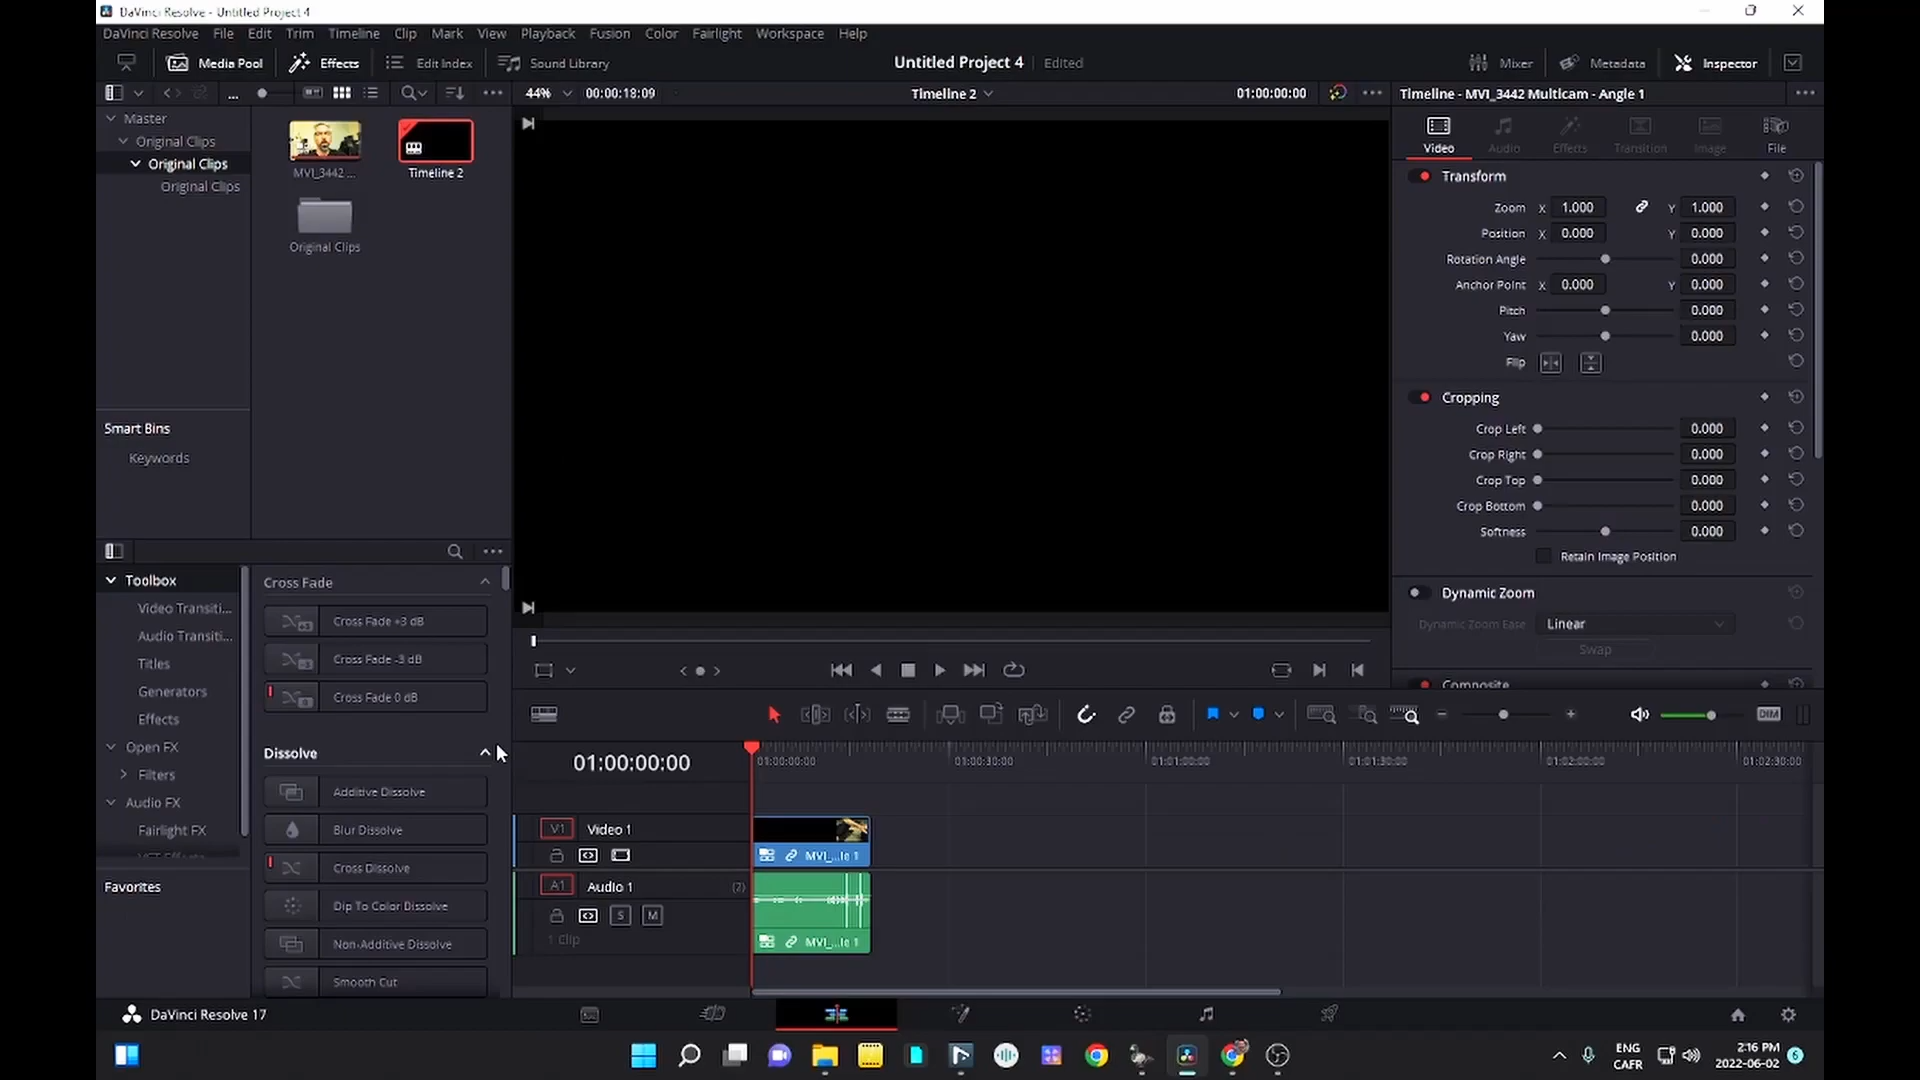 DaVinci Resolve - Untitled Project 4
DaVinci Resolve File Edit Trim Timeline Clip Mark View Playback Fusion Color Fairlight Workspace Help
Media Pool Effects Edit Index Sound Library Untitled Project 4 Edited Mixer Metadata Inspector
44% 00:00:18:09 Timeline 2 01:00:00:00 Timeline - MVI_3442 Multicam - Angle 1
Master
Original Clips
Original Clips
Original Clips
MVI_3442 ...
Timeline 2
Original Clips
Smart Bins
Keywords
Video Audio Effects Transition Image File
Transform
Zoom X 1.000 Y 1.000
Position X 0.000 Y 0.000
Rotation Angle 0.000
Anchor Point X 0.000 Y 0.000
Pitch 0.000
Yaw 0.000
Flip
Cropping
Crop Left 0.000
Crop Right 0.000
Crop Top 0.000
Crop Bottom 0.000
Softness 0.000
Retain Image Position
Dynamic Zoom
Dynamic Zoom Ease Linear
Swap
Composite
Toolbox
Video Transiti...
Audio Transiti...
Titles
Generators
Effects
Open FX
Filters
Audio FX
Fairlight FX
Favorites
Cross Fade
Cross Fade +3 dB
Cross Fade -3 dB
Cross Fade 0 dB
Dissolve
Additive Dissolve
Blur Dissolve
Cross Dissolve
Dip To Color Dissolve
Non-Additive Dissolve
Smooth Cut
DIM
01:00:00:00
01:00:00:00 01:00:30:00 01:01:00:00 01:01:30:00 01:02:00:00 01:02:30:00
V1 Video 1
MVI_...le 1
A1 Audio 1 (2)
S M
1 Clip
MVI_...le 1
DaVinci Resolve 17
ENG
CAFR
2:16 PM
2022-06-02
6